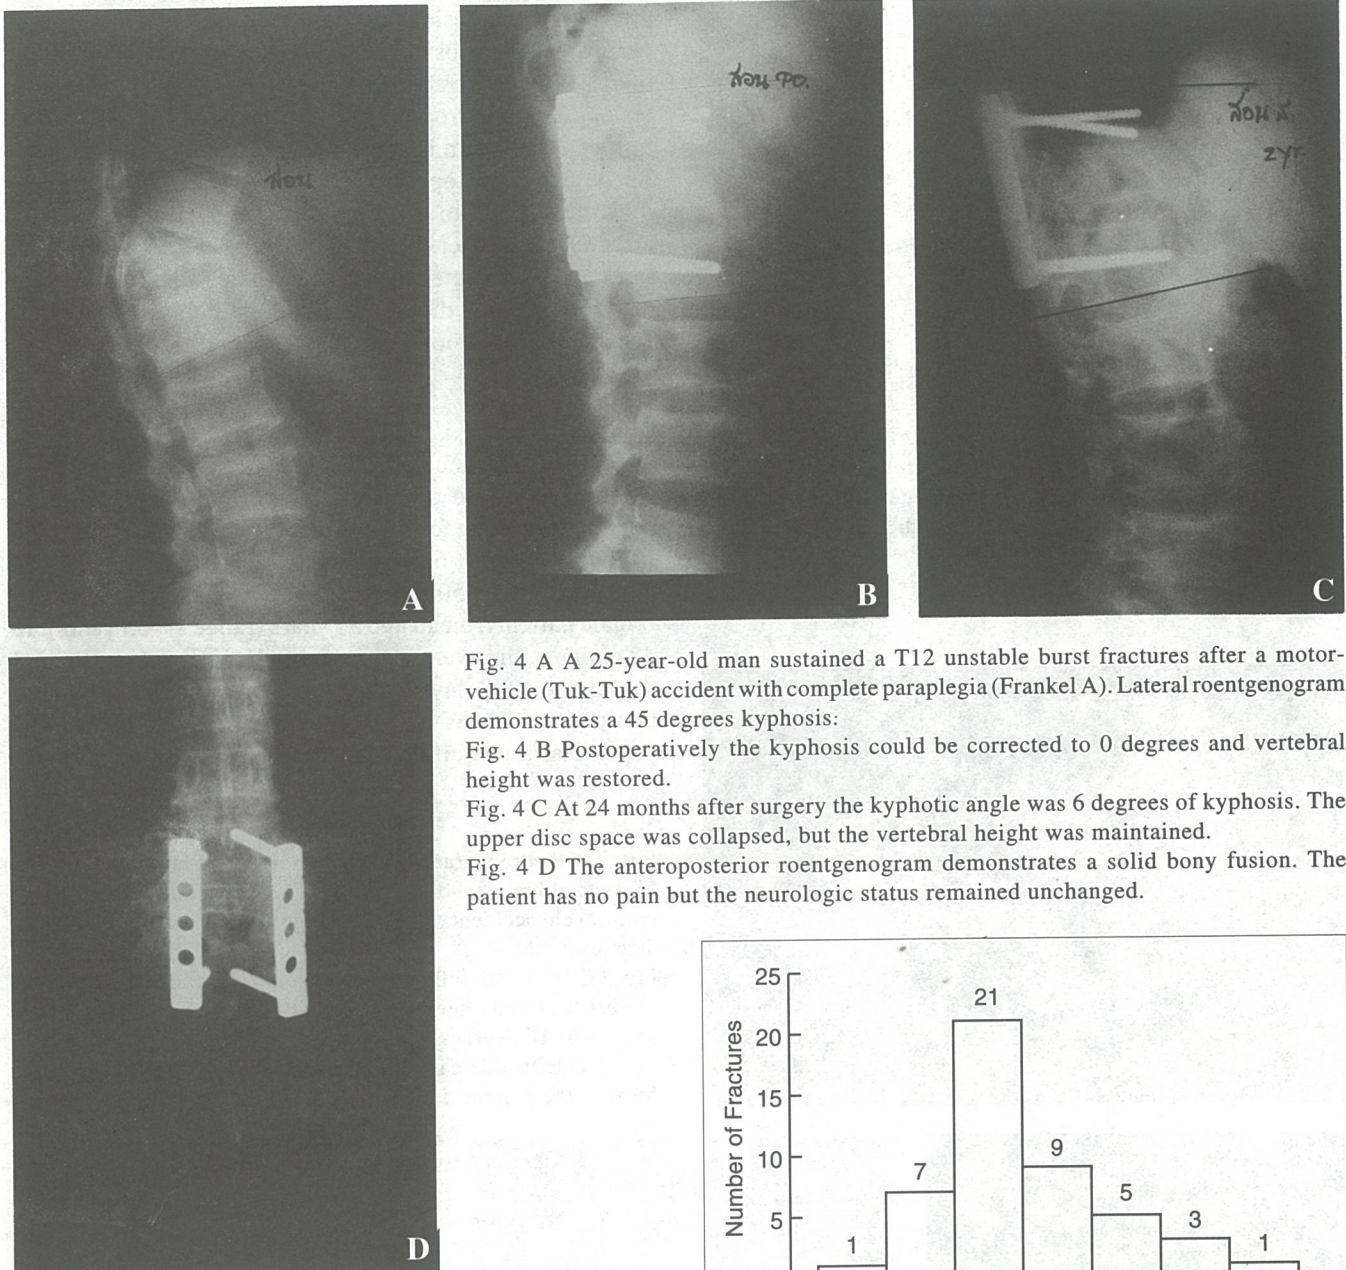 สอน
A
สอน PO.
B
สอน
2yr.
C
D
Fig. 4 A A 25-year-old man sustained a T12 unstable burst fractures after a motor-
vehicle (Tuk-Tuk) accident with complete paraplegia (Frankel A). Lateral roentgenogram
demonstrates a 45 degrees kyphosis:
Fig. 4 B Postoperatively the kyphosis could be corrected to 0 degrees and vertebral
height was restored.
Fig. 4 C At 24 months after surgery the kyphotic angle was 6 degrees of kyphosis. The
upper disc space was collapsed, but the vertebral height was maintained.
Fig. 4 D The anteroposterior roentgenogram demonstrates a solid bony fusion. The
patient has no pain but the neurologic status remained unchanged.
Number of Fractures
25
20
15
10
5
1
7
21
9
5
3
1